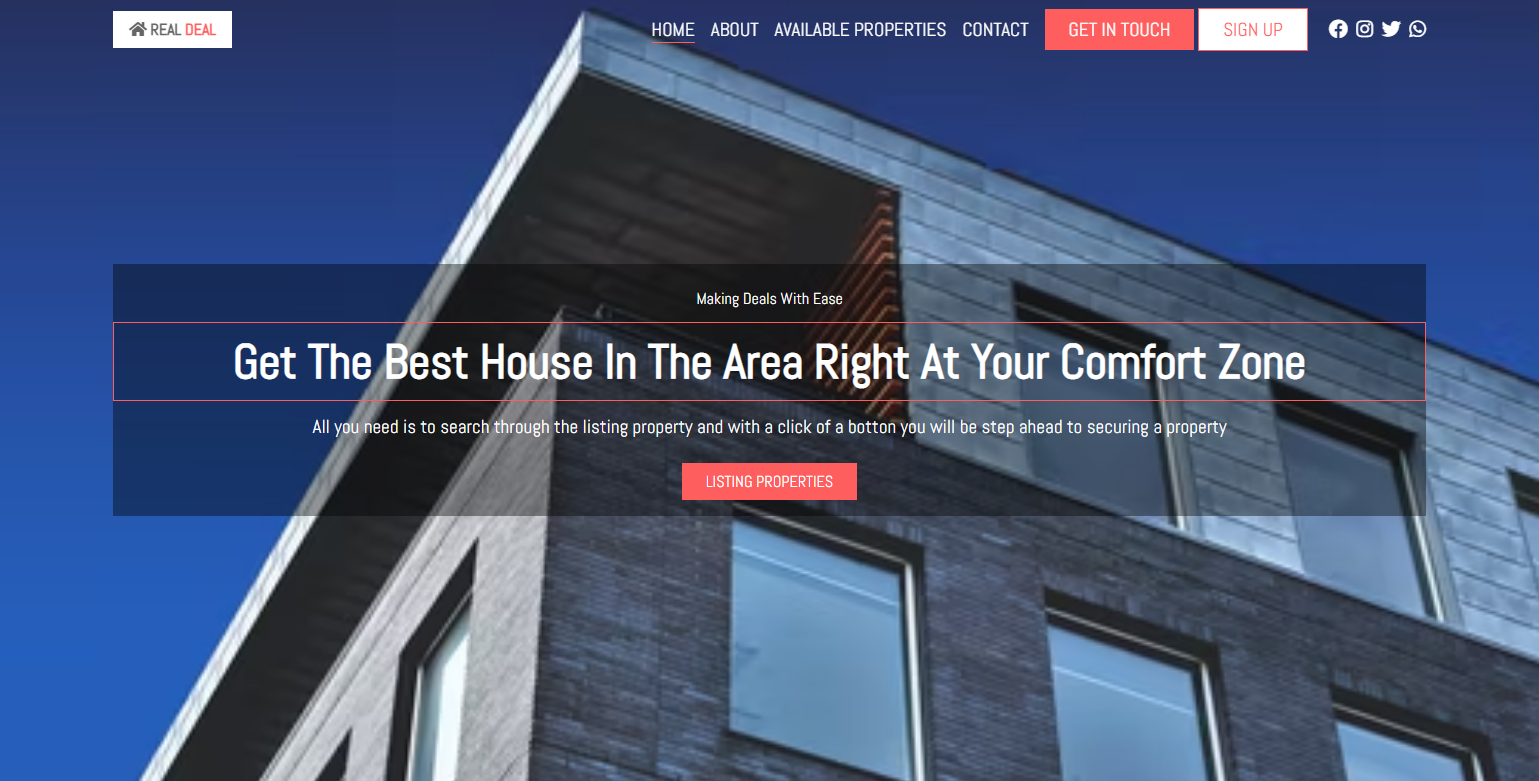 REAL DEAL
HOME ABOUT AVAILABLE PROPERTIES CONTACT GET IN TOUCH SIGN UP
Making Deals With Ease
Get The Best House In The Area Right At Your Comfort Zone
All you need is to search through the listing property and with a click of a botton you will be step ahead to securing a property
LISTING PROPERTIES